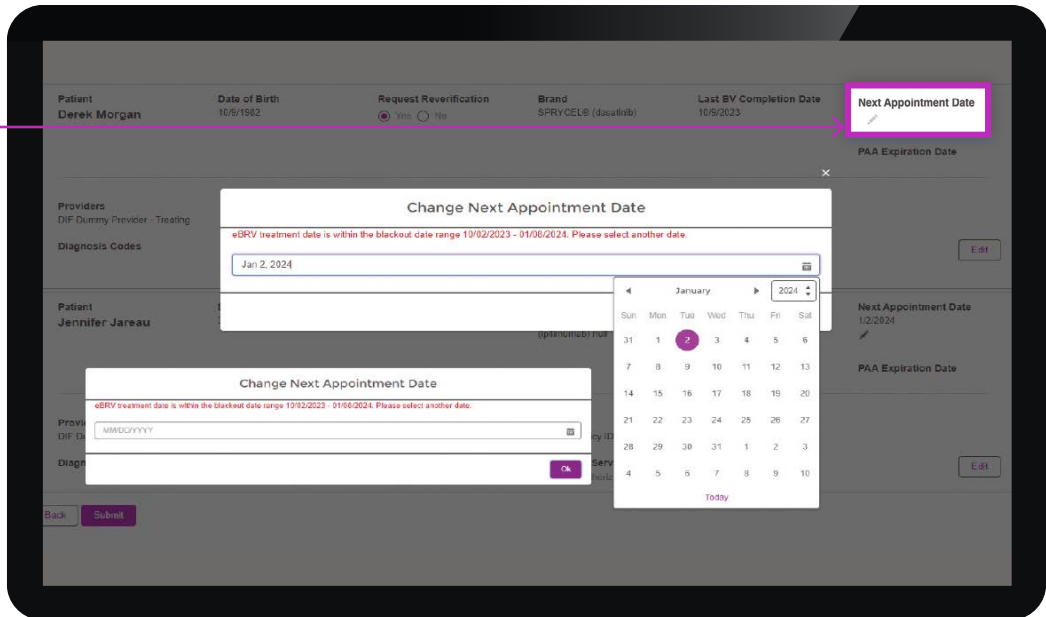 Patient
Derek Morgan
Date of Birth
10/9/1982
Request Reverification
Yes No
Brand
SPRYCEL® (dasatinib)
Last BV Completion Date
10/9/2023
Next Appointment Date
PAA Expiration Date
×
Providers
DIF Dummy Provider - Treating
Diagnosis Codes
Edit
Change Next Appointment Date
eBRV treatment date is within the blackout date range 10/02/2023 - 01/08/2024. Please select another date.
Jan 2, 2024
January 2024
Sun Mon Tue Wed Thu Fri Sat
31 1 2 3 4 5 6
7 8 9 10 11 12 13
14 15 16 17 18 19 20
21 22 23 24 25 26 27
28 29 30 31 1 2 3
4 5 6 7 8 9 10
Today
Patient
Jennifer Jareau
(ipilimumab) null
Next Appointment Date
1/2/2024
PAA Expiration Date
Change Next Appointment Date
eBRV treatment date is within the blackout date range 10/02/2023 - 01/08/2024. Please select another date.
MM/DD/YYYY
Ok
Provi
DIF D
Diagn
cy ID
Serv
Edit
Back Submit